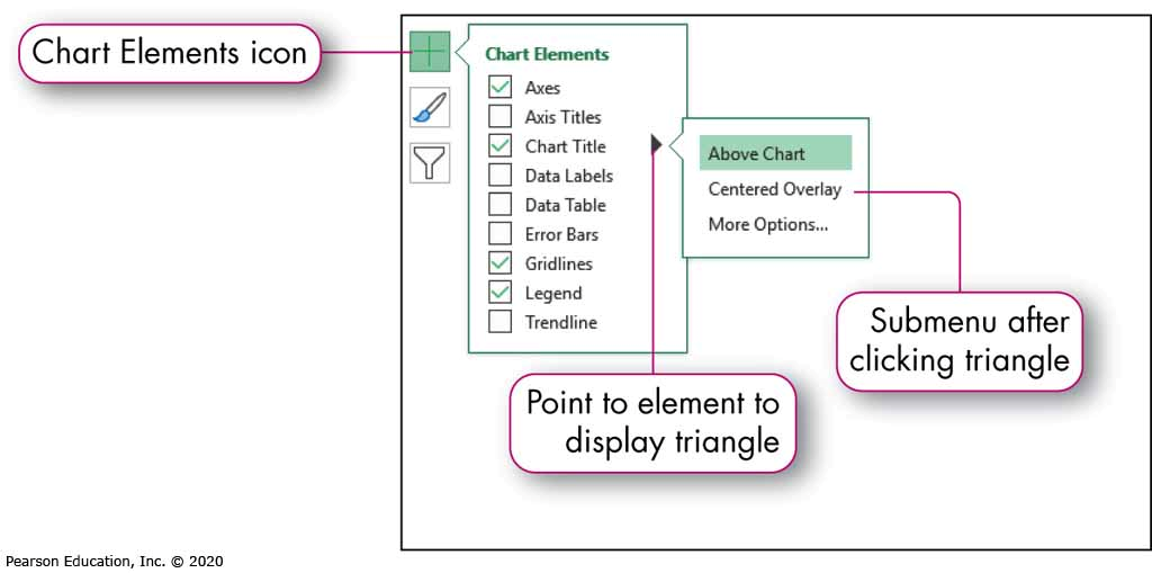 Chart Elements icon
Chart Elements
Axes
Axis Titles
Chart Title
Data Labels
Data Table
Error Bars
Gridlines
Legend
Trendline
Above Chart
Centered Overlay
More Options...
Submenu after
clicking triangle
Point to element to
display triangle
Pearson Education, Inc. © 2020